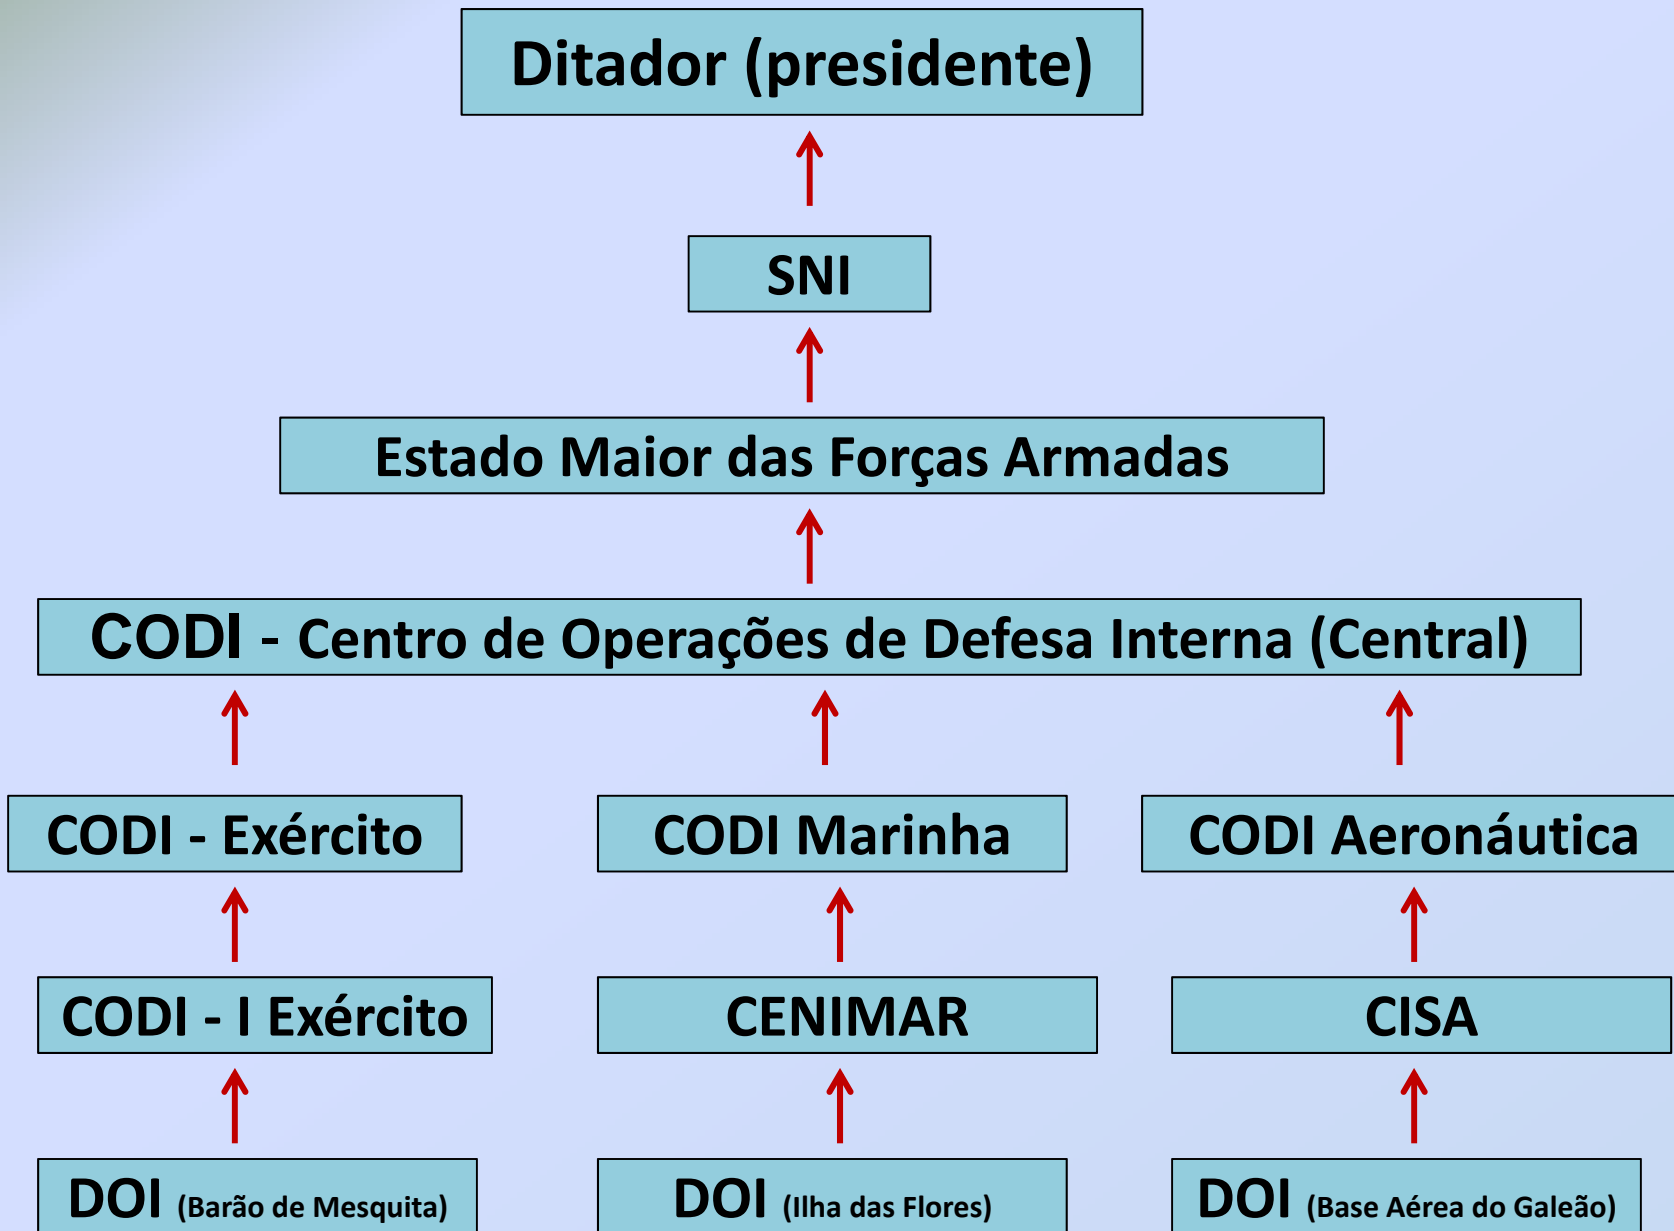 Ditador (presidente)
SNI
Estado Maior das Forças Armadas
CODI - Centro de Operações de Defesa Interna (Central)
CODI - Exército
CODI Marinha
CODI Aeronáutica
CODI - I Exército
CENIMAR
CISA
DOI (Barão de Mesquita)
DOI (Ilha das Flores)
DOI (Base Aérea do Galeão)